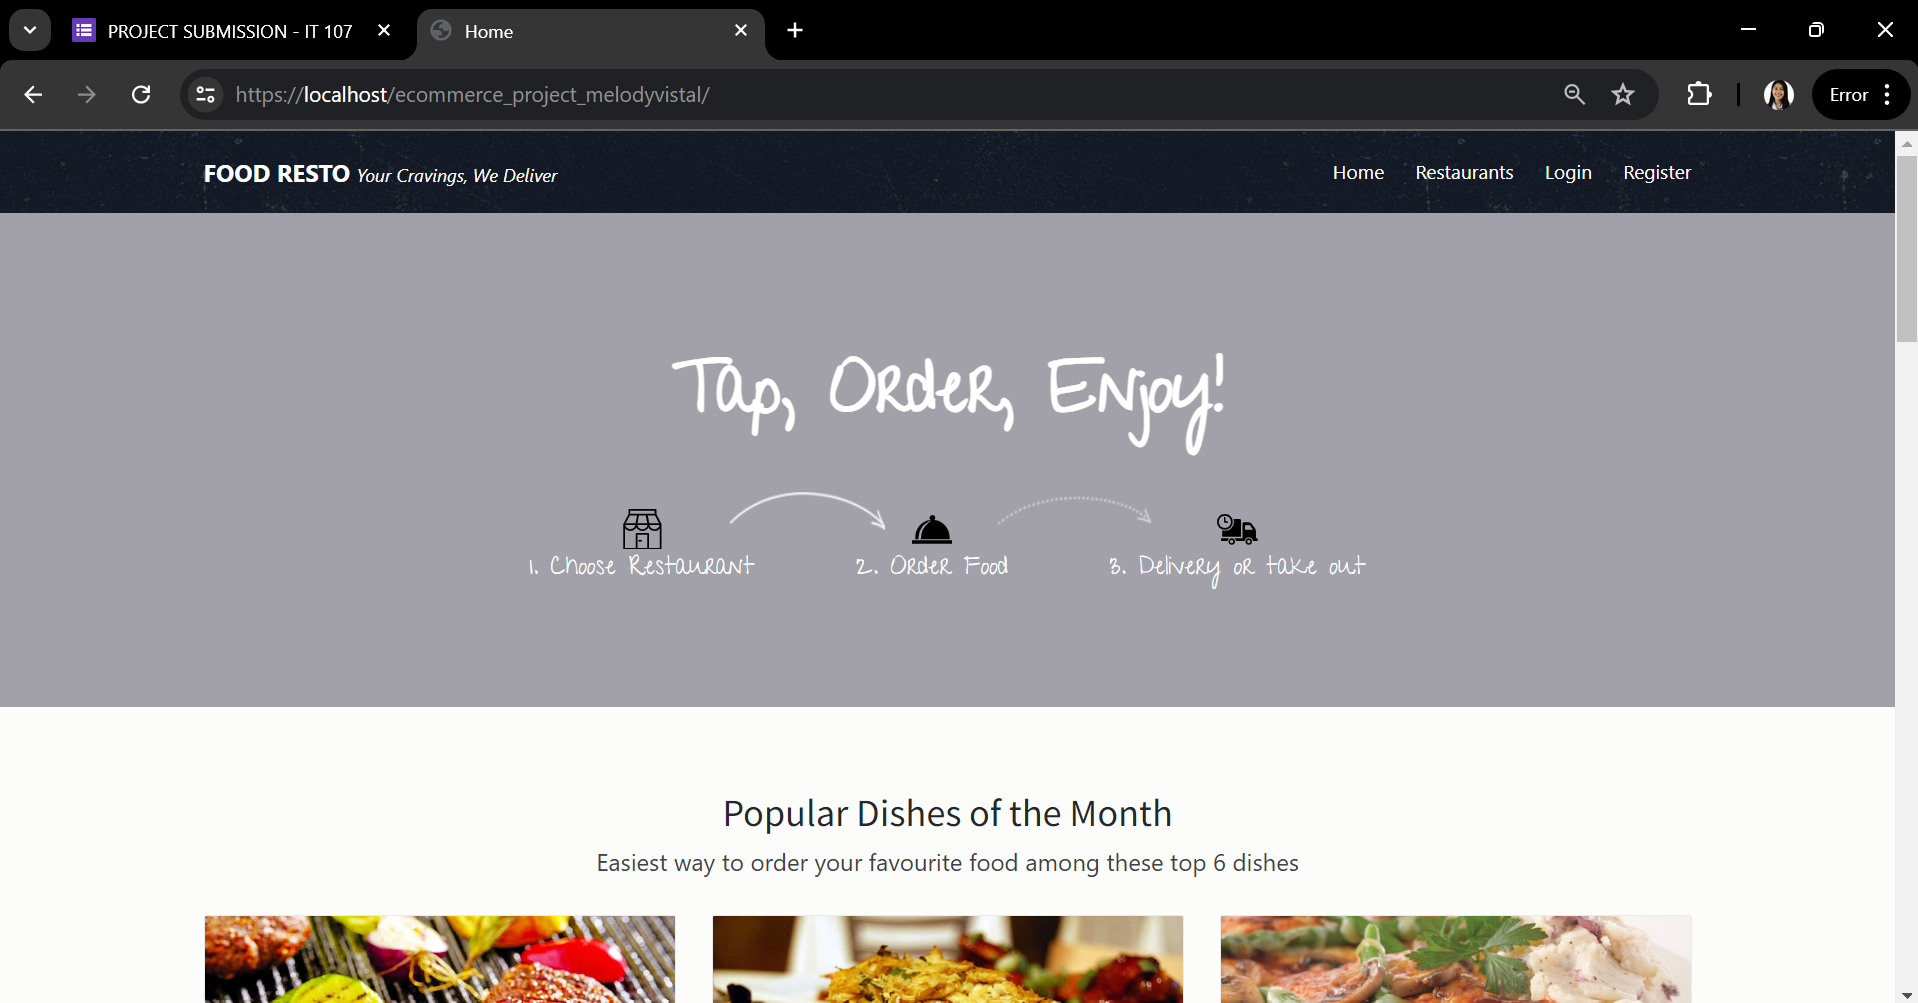 PROJECT SUBMISSION - IT 107
Home
https://localhost/ecommerce_project_melodyvistal/
Error
FOOD RESTO Your Cravings, We Deliver
Home Restaurants Login Register
Tap, Order, Enjoy!
1. Choose Restaurant
2. Order Food
3. Delivery or take out
Popular Dishes of the Month
Easiest way to order your favourite food among these top 6 dishes